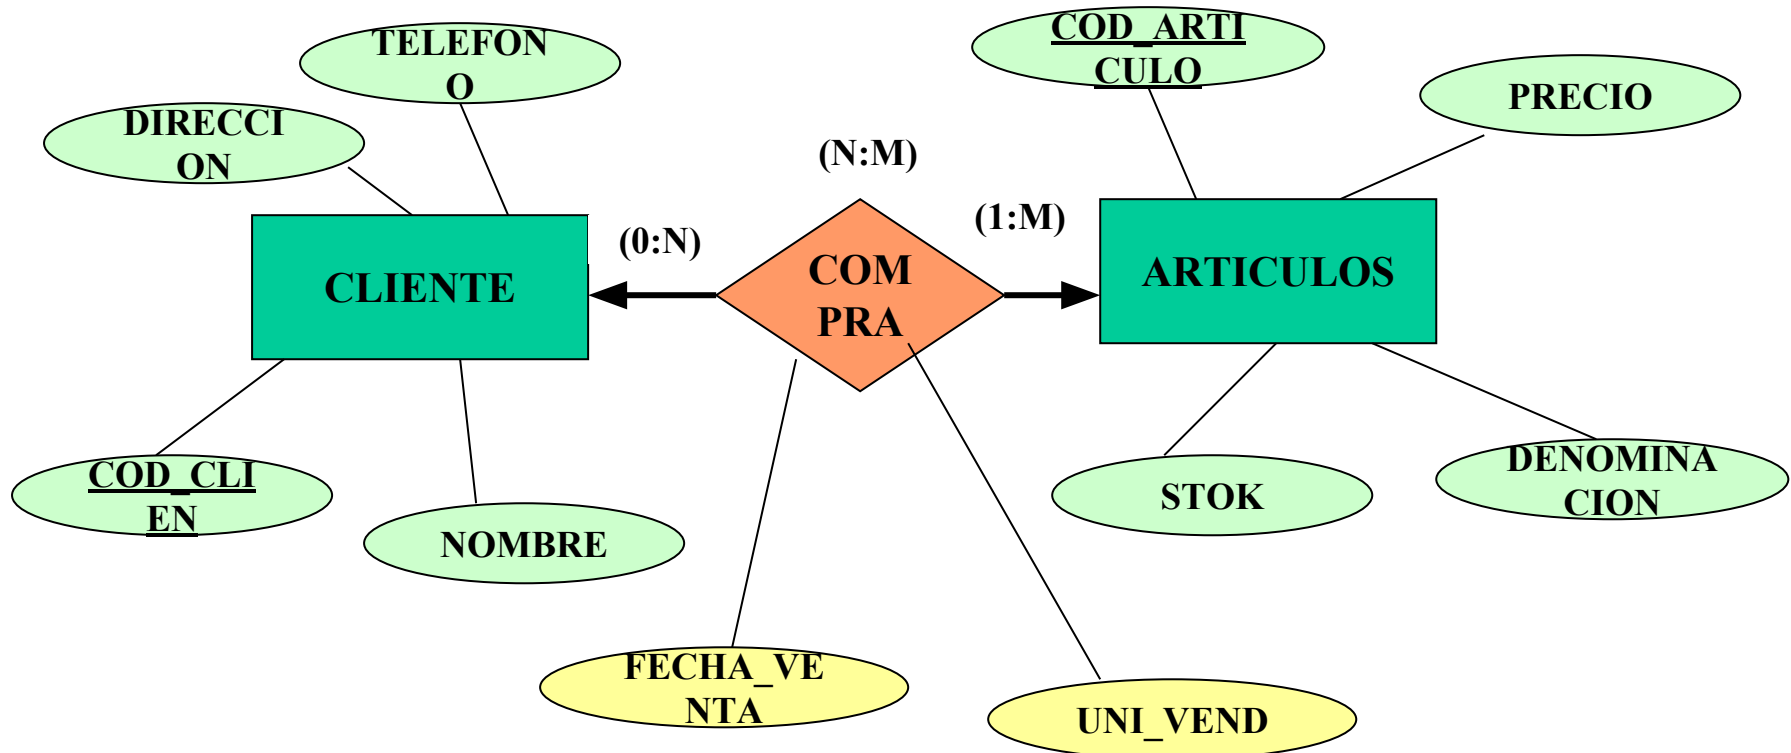 TELEFON
O
COD_ARTI
CULO
PRECIO
DIRECCI
ON
(N:M)
(0:N)
(1:M)
CLIENTE
COM
PRA
ARTICULOS
COD_CLI
EN
NOMBRE
STOK
DENOMINA
CION
FECHA_VE
NTA
UNI_VEND